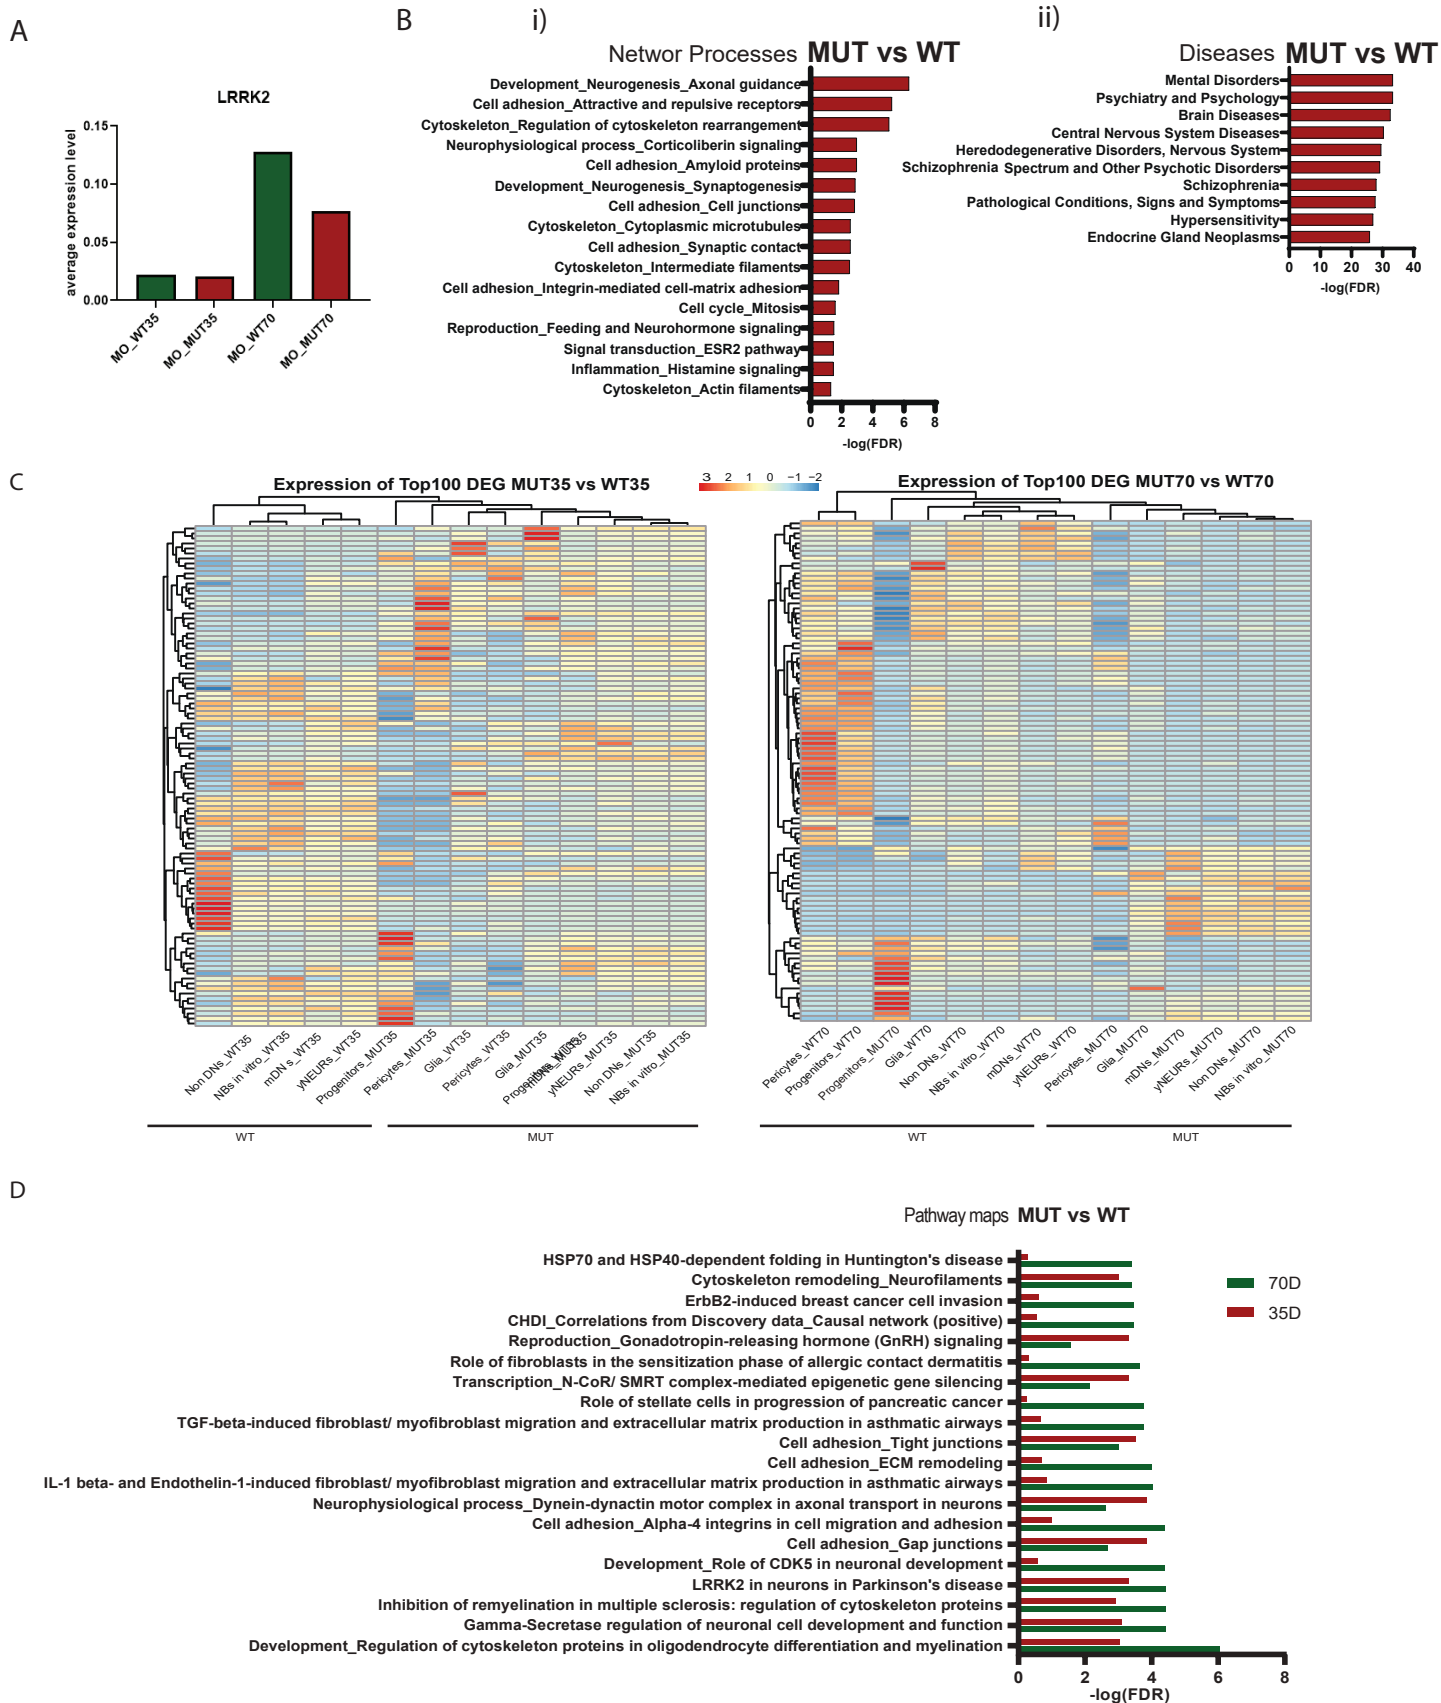 A
B
i)
ii)
LRRK2
average expression level
0.15
0.10
0.05
0.00
MO_WT35
MO_MUT35
MO_WT70
MO_MUT70
Networ Processes MUT vs WT
Development_Neurogenesis_Axonal guidance
Cell adhesion_Attractive and repulsive receptors
Cytoskeleton_Regulation of cytoskeleton rearrangement
Neurophysiological process_Corticoliberin signaling
Cell adhesion_Amyloid proteins
Development_Neurogenesis_Synaptogenesis
Cell adhesion_Cell junctions
Cytoskeleton_Cytoplasmic microtubules
Cell adhesion_Synaptic contact
Cytoskeleton_Intermediate filaments
Cell adhesion_Integrin-mediated cell-matrix adhesion
Cell cycle_Mitosis
Reproduction_Feeding and Neurohormone signaling
Signal transduction_ESR2 pathway
Inflammation_Histamine signaling
Cytoskeleton_Actin filaments
0 2 4 6 8
-log(FDR)
Diseases MUT vs WT
Mental Disorders
Psychiatry and Psychology
Brain Diseases
Central Nervous System Diseases
Heredodegenerative Disorders, Nervous System
Schizophrenia Spectrum and Other Psychotic Disorders
Schizophrenia
Pathological Conditions, Signs and Symptoms
Hypersensitivity
Endocrine Gland Neoplasms
0 10 20 30 40
-log(FDR)
C
Expression of Top100 DEG MUT35 vs WT35
3 2 1 0 −1 −2
Expression of Top100 DEG MUT70 vs WT70
Non DNs_WT35
NBs in vitro_WT35
mDNs_WT35
yNEURs_WT35
Progenitors_MUT35
Pericytes_MUT35
Glia_WT35
Pericytes_WT35
Glia_MUT35
Progenitors_WT35
mDNs_MUT35
yNEURs_MUT35
Non DNs_MUT35
NBs in vitro_MUT35
WT
MUT
Pericytes_WT70
Progenitors_WT70
Progenitors_MUT70
Glia_WT70
Non DNs_WT70
NBs in vitro_WT70
mDNs_WT70
yNEURs_WT70
Pericytes_MUT70
Glia_MUT70
mDNs_MUT70
yNEURs_MUT70
Non DNs_MUT70
NBs in vitro_MUT70
WT
MUT
D
Pathway maps MUT vs WT
HSP70 and HSP40-dependent folding in Huntington's disease
Cytoskeleton remodeling_Neurofilaments
ErbB2-induced breast cancer cell invasion
CHDI_Correlations from Discovery data_Causal network (positive)
Reproduction_Gonadotropin-releasing hormone (GnRH) signaling
Role of fibroblasts in the sensitization phase of allergic contact dermatitis
Transcription_N-CoR/ SMRT complex-mediated epigenetic gene silencing
Role of stellate cells in progression of pancreatic cancer
TGF-beta-induced fibroblast/ myofibroblast migration and extracellular matrix production in asthmatic airways
Cell adhesion_Tight junctions
Cell adhesion_ECM remodeling
IL-1 beta- and Endothelin-1-induced fibroblast/ myofibroblast migration and extracellular matrix production in asthmatic airways
Neurophysiological process_Dynein-dynactin motor complex in axonal transport in neurons
Cell adhesion_Alpha-4 integrins in cell migration and adhesion
Cell adhesion_Gap junctions
Development_Role of CDK5 in neuronal development
LRRK2 in neurons in Parkinson's disease
Inhibition of remyelination in multiple sclerosis: regulation of cytoskeleton proteins
Gamma-Secretase regulation of neuronal cell development and function
Development_Regulation of cytoskeleton proteins in oligodendrocyte differentiation and myelination
70D
35D
0 2 4 6 8
-log(FDR)